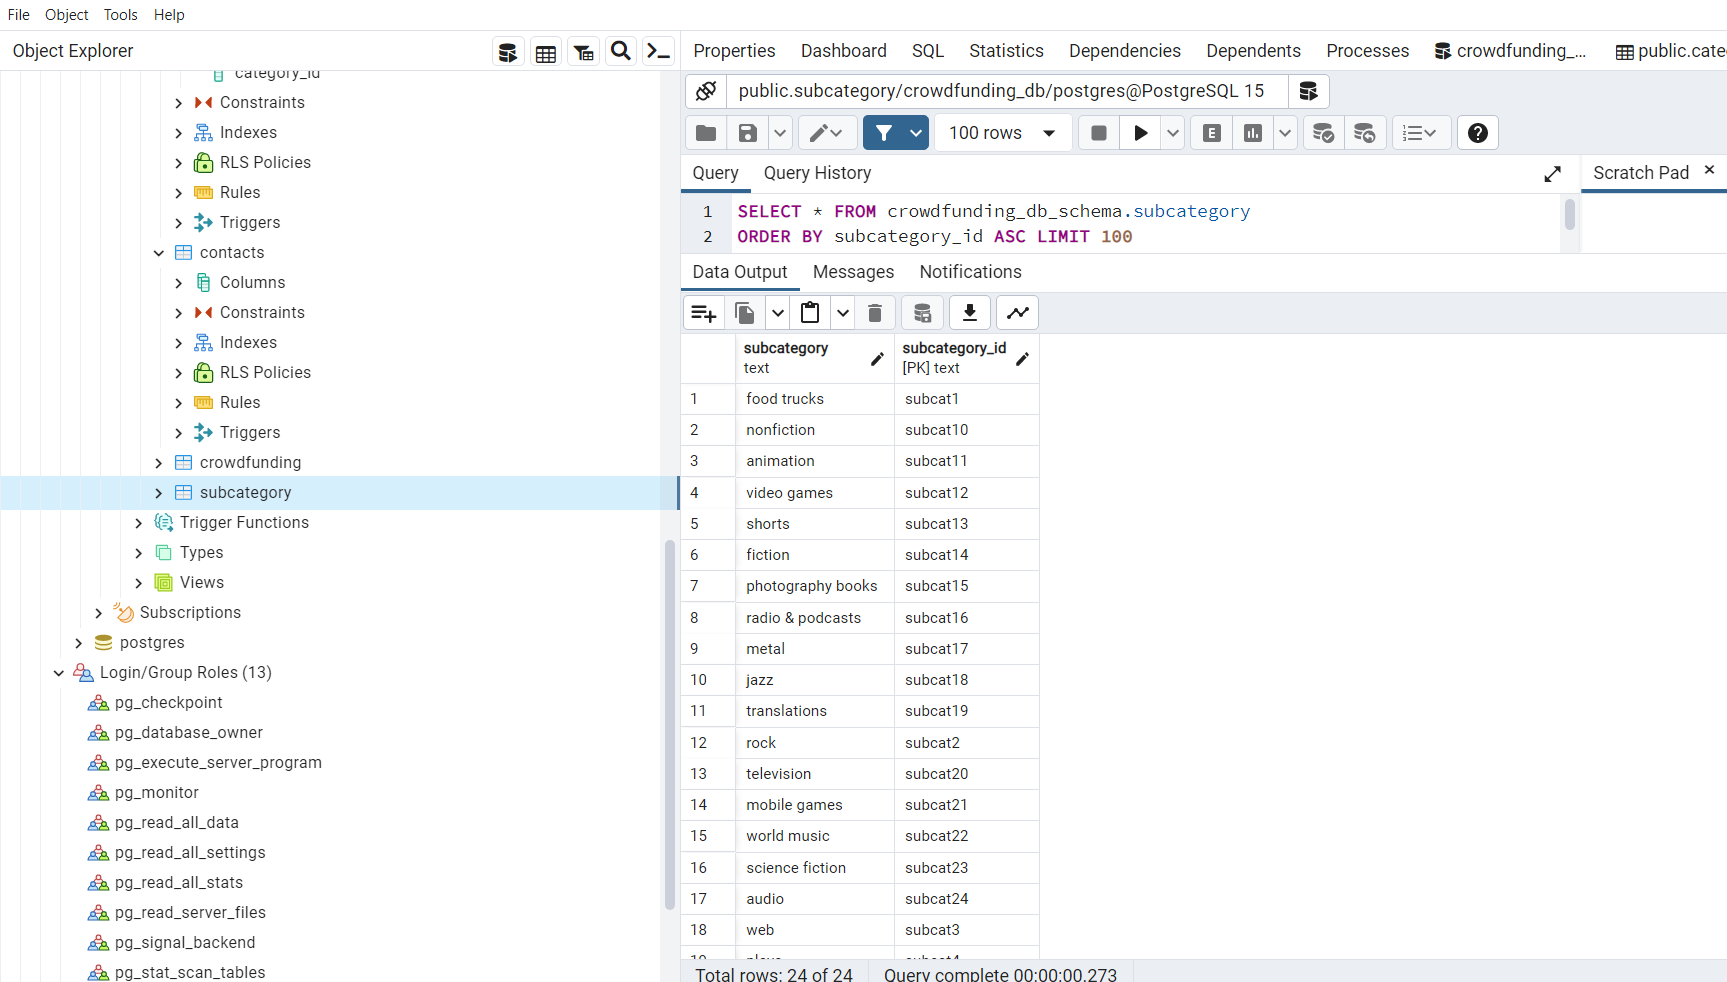 File Object Tools Help
Object Explorer
category_id
Constraints
Indexes
RLS Policies
Rules
Triggers
contacts
Columns
Constraints
Indexes
RLS Policies
Rules
Triggers
crowdfunding
subcategory
Trigger Functions
Types
Views
Subscriptions
postgres
Login/Group Roles (13)
pg_checkpoint
pg_database_owner
pg_execute_server_program
pg_monitor
pg_read_all_data
pg_read_all_settings
pg_read_all_stats
pg_read_server_files
pg_signal_backend
pg_stat_scan_tables
Properties Dashboard SQL Statistics Dependencies Dependents Processes crowdfunding_... public.cate
public.subcategory/crowdfunding_db/postgres@PostgreSQL 15
100 rows E
Query Query History Scratch Pad
1 SELECT * FROM crowdfunding_db_schema.subcategory
2 ORDER BY subcategory_id ASC LIMIT 100
Data Output Messages Notifications
subcategory subcategory_id
text [PK] text
1 food trucks subcat1
2 nonfiction subcat10
3 animation subcat11
4 video games subcat12
5 shorts subcat13
6 fiction subcat14
7 photography books subcat15
8 radio & podcasts subcat16
9 metal subcat17
10 jazz subcat18
11 translations subcat19
12 rock subcat2
13 television subcat20
14 mobile games subcat21
15 world music subcat22
16 science fiction subcat23
17 audio subcat24
18 web subcat3
19 plays subcat4
Total rows: 24 of 24 Query complete 00:00:00.273